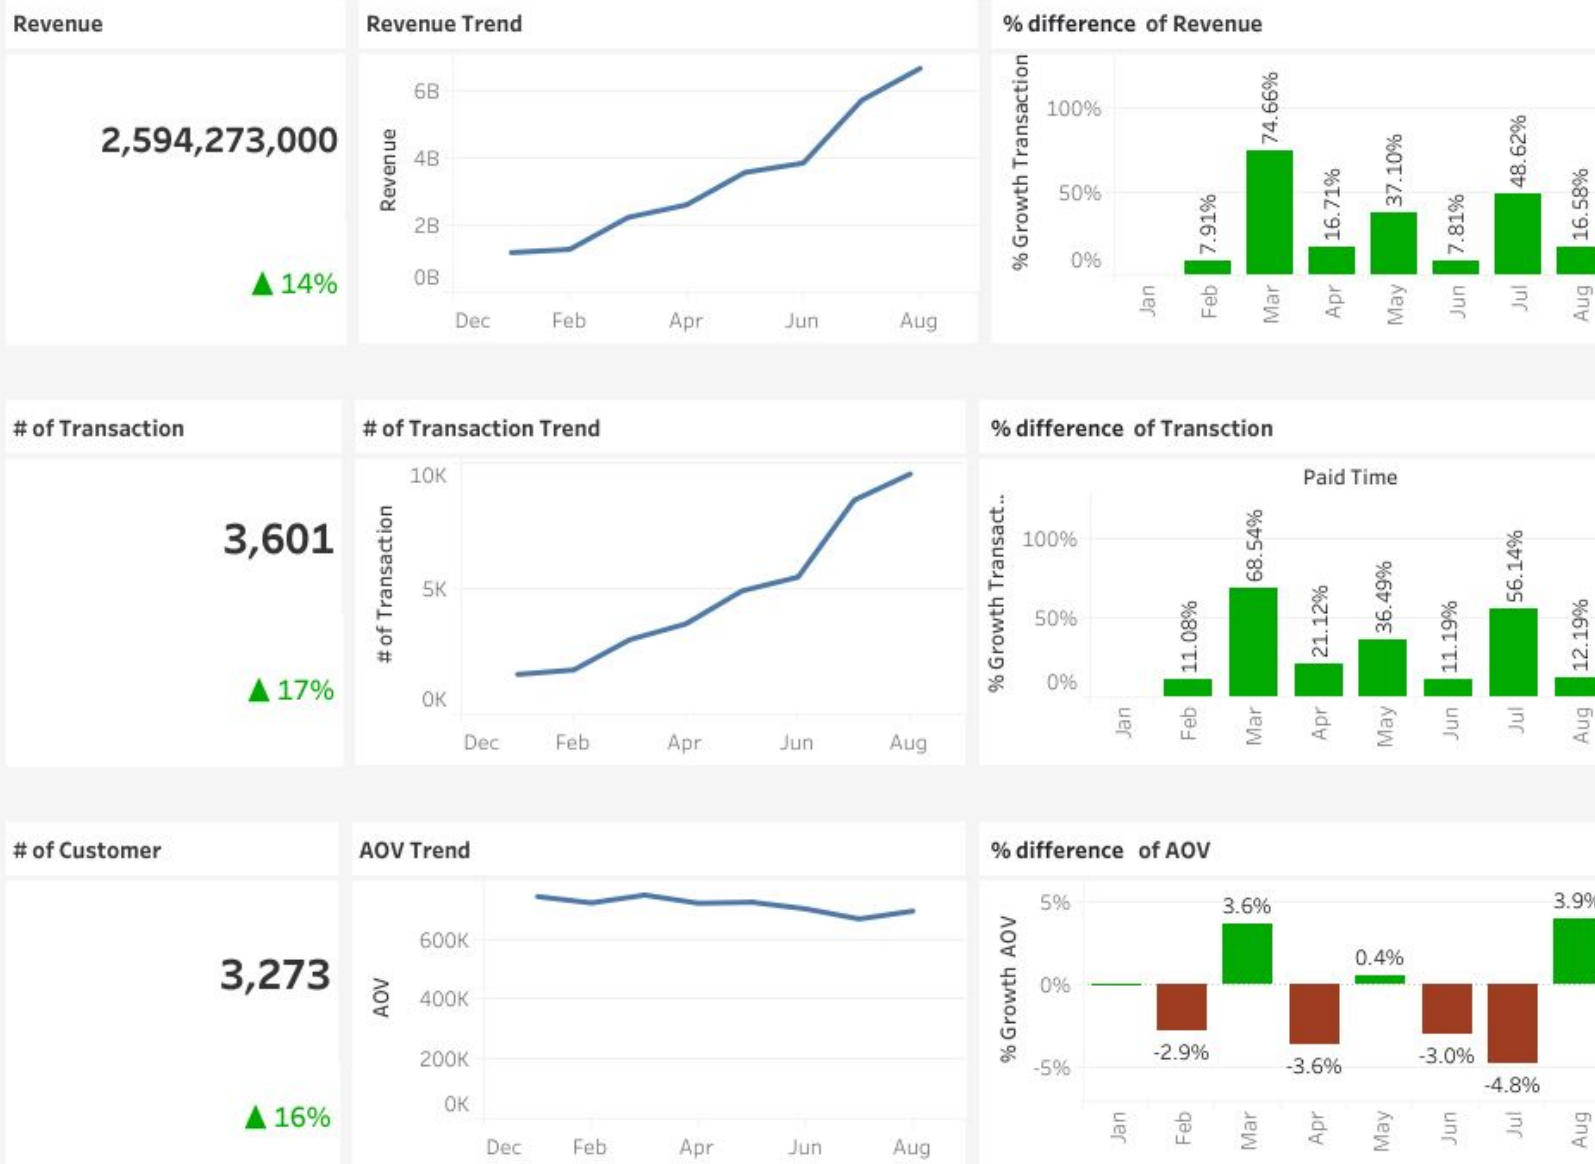 Revenue
2,594,273,000
▲ 14%
Revenue Trend
Revenue
6B
4B
2B
0B
Dec Feb Apr Jun Aug
% difference of Revenue
% Growth Transaction
100%
50%
0%
7.91%
74.66%
16.71%
37.10%
7.81%
48.62%
16.58%
Jan Feb Mar Apr May Jun Jul Aug
# of Transaction
3,601
▲ 17%
# of Transaction Trend
# of Transaction
10K
5K
0K
Dec Feb Apr Jun Aug
% difference of Transction
Paid Time
% Growth Transact..
100%
50%
0%
11.08%
68.54%
21.12%
36.49%
11.19%
56.14%
12.19%
Jan Feb Mar Apr May Jun Jul Aug
# of Customer
3,273
▲ 16%
AOV Trend
AOV
600K
400K
200K
0K
Dec Feb Apr Jun Aug
% difference of AOV
% Growth AOV
5%
0%
-5%
-2.9%
3.6%
-3.6%
0.4%
-3.0%
-4.8%
3.9%
Jan Feb Mar Apr May Jun Jul Aug